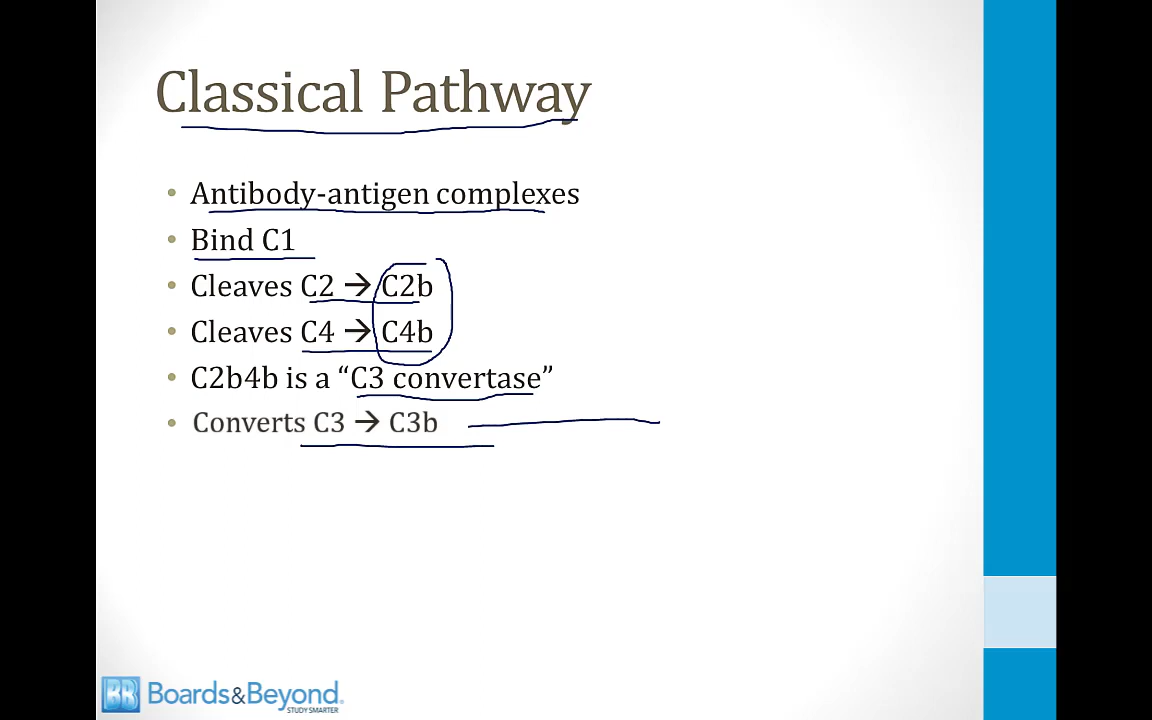 Classical Pathway
• Antibody-antigen complexes
• Bind C1
• Cleaves C2 → C2b
• Cleaves C4 → C4b
• C2b4b is a “C3 convertase”
• Converts C3 → C3b
BB Boards&Beyond.
STUDY SMARTER